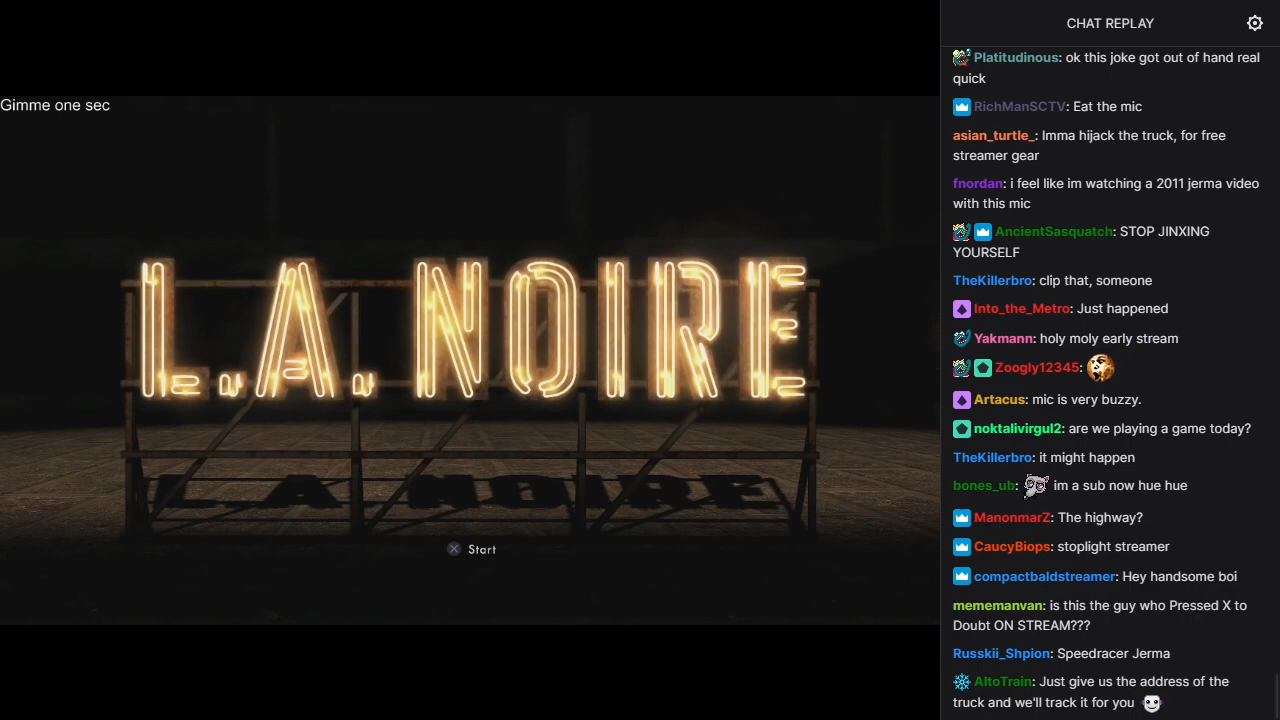 CHAT REPLAY
Gimme one sec
L.A. NOIRE
Start
Platitudinous: ok this joke got out of hand real
quick
RichManSCTV: Eat the mic
asian_turtle_: Imma hijack the truck, for free
streamer gear
fnordan: i feel like im watching a 2011 jerma video
with this mic
AncientSasquatch: STOP JINXING
YOURSELF
TheKillerbro: clip that, someone
Into_the_Metro: Just happened
Yakmann: holy moly early stream
Zoogly12345:
Artacus: mic is very buzzy.
noktalivirgul2: are we playing a game today?
TheKillerbro: it might happen
bones_ub: im a sub now hue hue
ManonmarZ: The highway?
CaucyBiops: stoplight streamer
compactbaldstreamer: Hey handsome boi
mememanvan: is this the guy who Pressed X to
Doubt ON STREAM???
Russkii_Shpion: Speedracer Jerma
AltoTrain: Just give us the address of the
truck and we'll track it for you